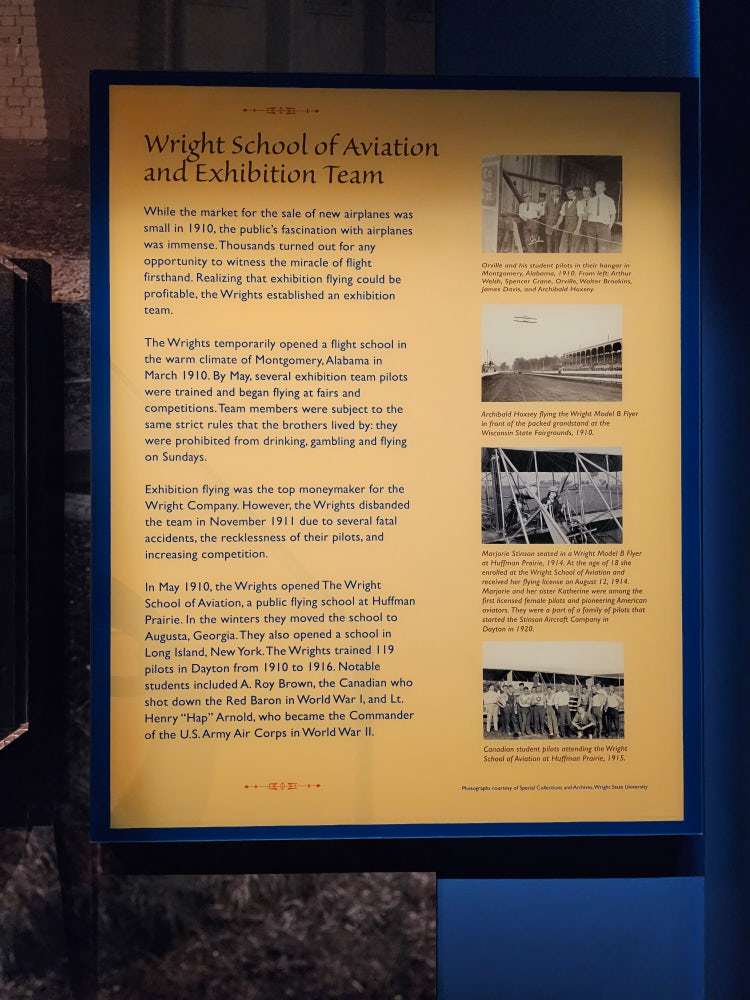 Wright School of Aviation
and Exhibition Team
While the market for the sale of new airplanes was
small in 1910, the public's fascination with airplanes
was immense. Thousands turned out for any
opportunity to witness the miracle of flight
firsthand. Realizing that exhibition flying could be
profitable, the Wrights established an exhibition
team.
The Wrights temporarily opened a flight school in
the warm climate of Montgomery, Alabama in
March 1910. By May, several exhibition team pilots
were trained and began flying at fairs and
competitions. Team members were subject to the
same strict rules that the brothers lived by: they
were prohibited from drinking, gambling and flying
on Sundays.
Exhibition flying was the top moneymaker for the
Wright Company. However, the Wrights disbanded
the team in November 1911 due to several fatal
accidents, the recklessness of their pilots, and
increasing competition.
In May 1910, the Wrights opened The Wright
School of Aviation, a public flying school at Huffman
Prairie. In the winters they moved the school to
Augusta, Georgia. They also opened a school in
Long Island, New York. The Wrights trained 119
pilots in Dayton from 1910 to 1916. Notable
students included A. Roy Brown, the Canadian who
shot down the Red Baron in World War I, and Lt.
Henry "Hap" Arnold, who became the Commander
of the U.S. Army Air Corps in World War II.
Orville and his student pilots in their hangar in
Montgomery, Alabama, 1910. From left: Arthur
Welsh, Spencer Crane, Orville, Walter Brookins,
James Davis, and Archibald Hoxsey.
Archibald Hoxsey flying the Wright Model B Flyer
in front of the packed grandstand at the
Wisconsin State Fairgrounds, 1910.
Marjorie Stinson seated in a Wright Model B Flyer
at Huffman Prairie, 1914. At the age of 18 she
enrolled at the Wright School of Aviation and
received her flying license on August 12, 1914.
Marjorie and her sister Katherine were among the
first licensed female pilots and pioneering American
aviators. They were a part of a family of pilots that
started the Stinson Aircraft Company in
Dayton in 1920.
Canadian student pilots attending the Wright
School of Aviation at Huffman Prairie, 1915.
Photographs courtesy of Special Collections and Archives, Wright State University